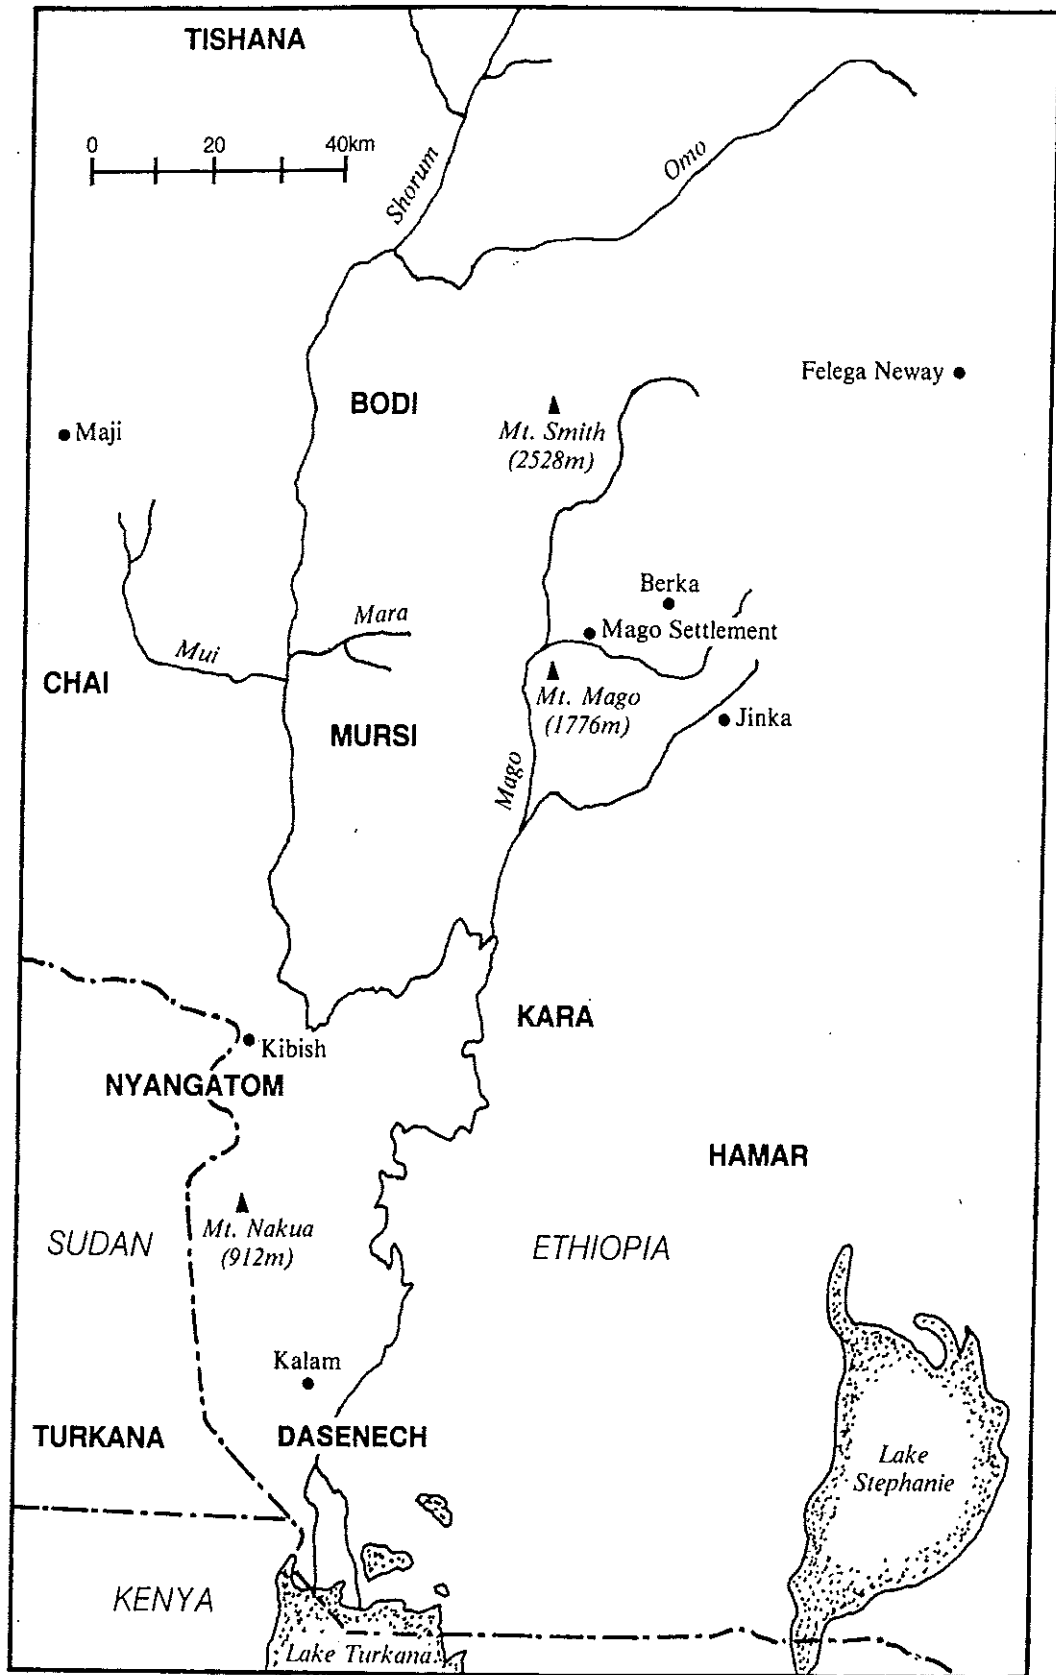 TISHANA
0 20 40km
Shorum
Omo
Felega Neway
BODI
Mt. Smith
(2528m)
Maji
Berka
Mara
Mago Settlement
Mui
CHAI
Mt. Mago
(1776m)
Jinka
MURSI
Mago
KARA
Kibish
NYANGATOM
HAMAR
SUDAN
Mt. Nakua
(912m)
ETHIOPIA
Kalam
TURKANA
DASENECH
Lake
Stephanie
KENYA
Lake Turkana